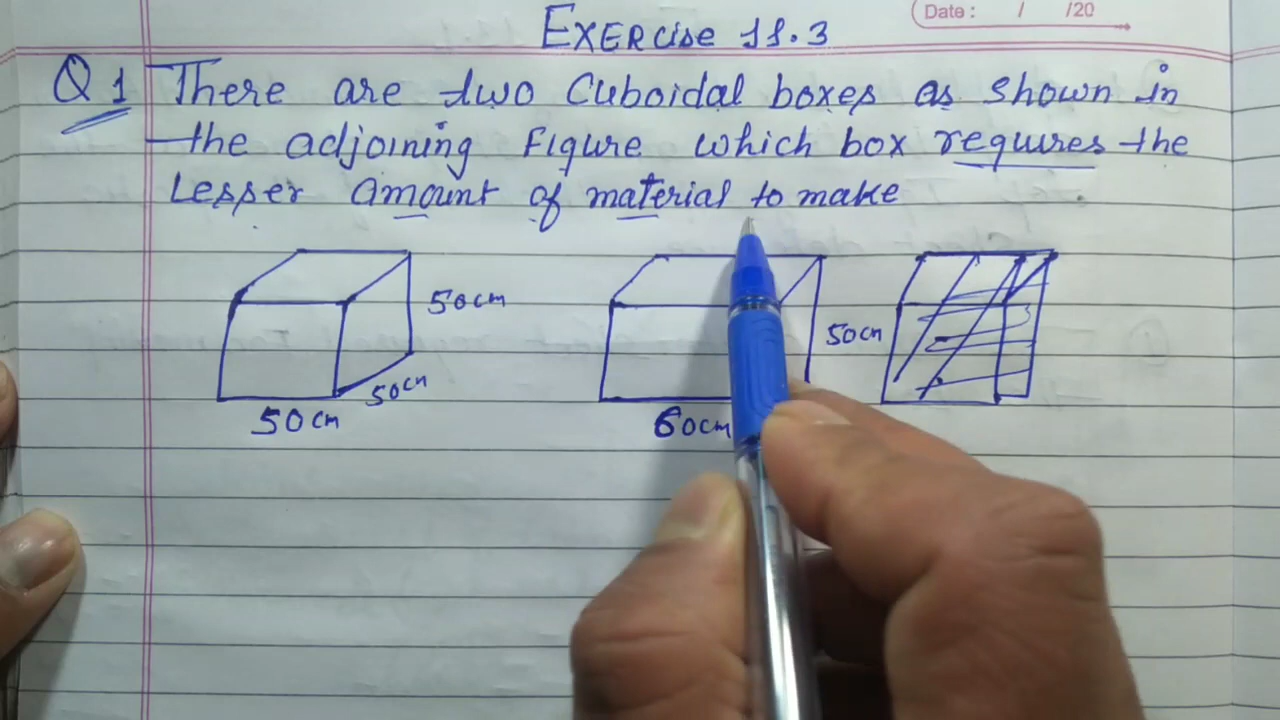 Date: / /20
EXERCISE 11.3
Q1 There are two Cuboidal boxes as shown in
the adjoining Figure which box requires the
Lesser Amount of material to make
50cm
50cm
50cm
50cm
60cm